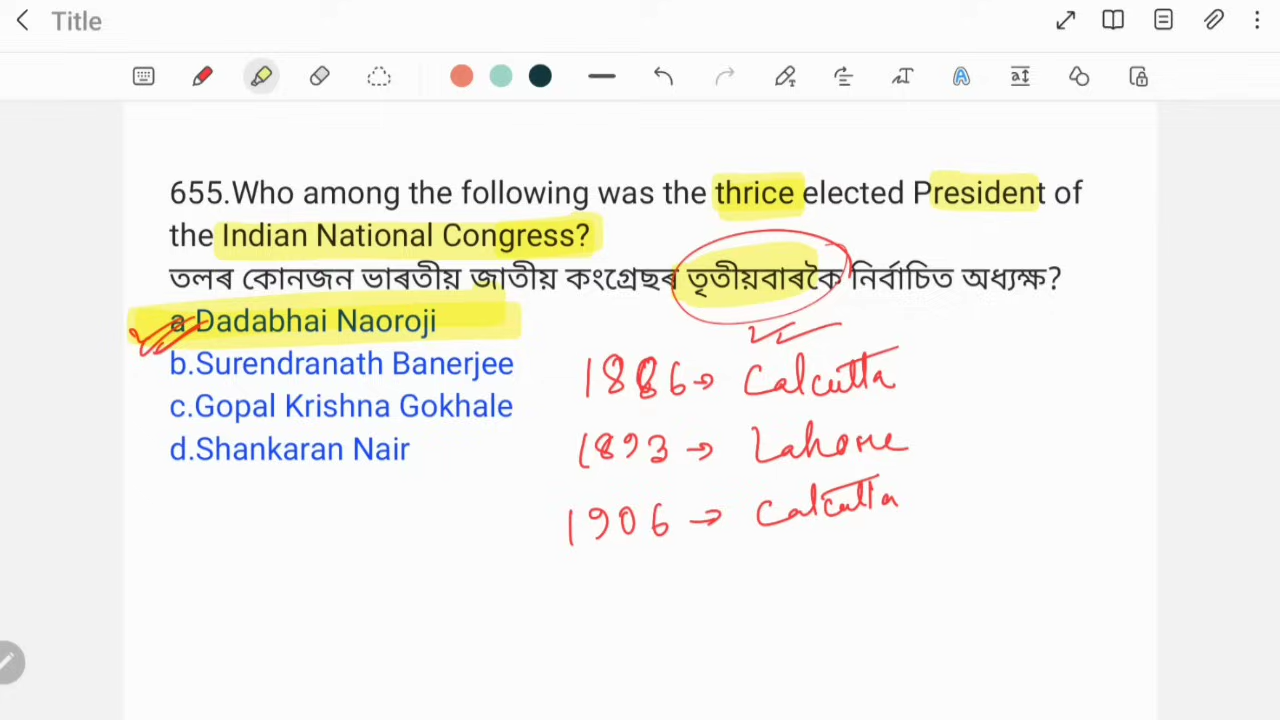 Title
655.Who among the following was the thrice elected President of
the Indian National Congress?
তলৰ কোনজন ভাৰতীয় জাতীয় কংগ্ৰেছৰ তৃতীয়বাৰকৈ নিৰ্বাচিত অধ্যক্ষ?
a Dadabhai Naoroji
b.Surendranath Banerjee
c.Gopal Krishna Gokhale
d.Shankaran Nair
1886→ Calcutta
1893 → Lahore
1906 → Calcutta